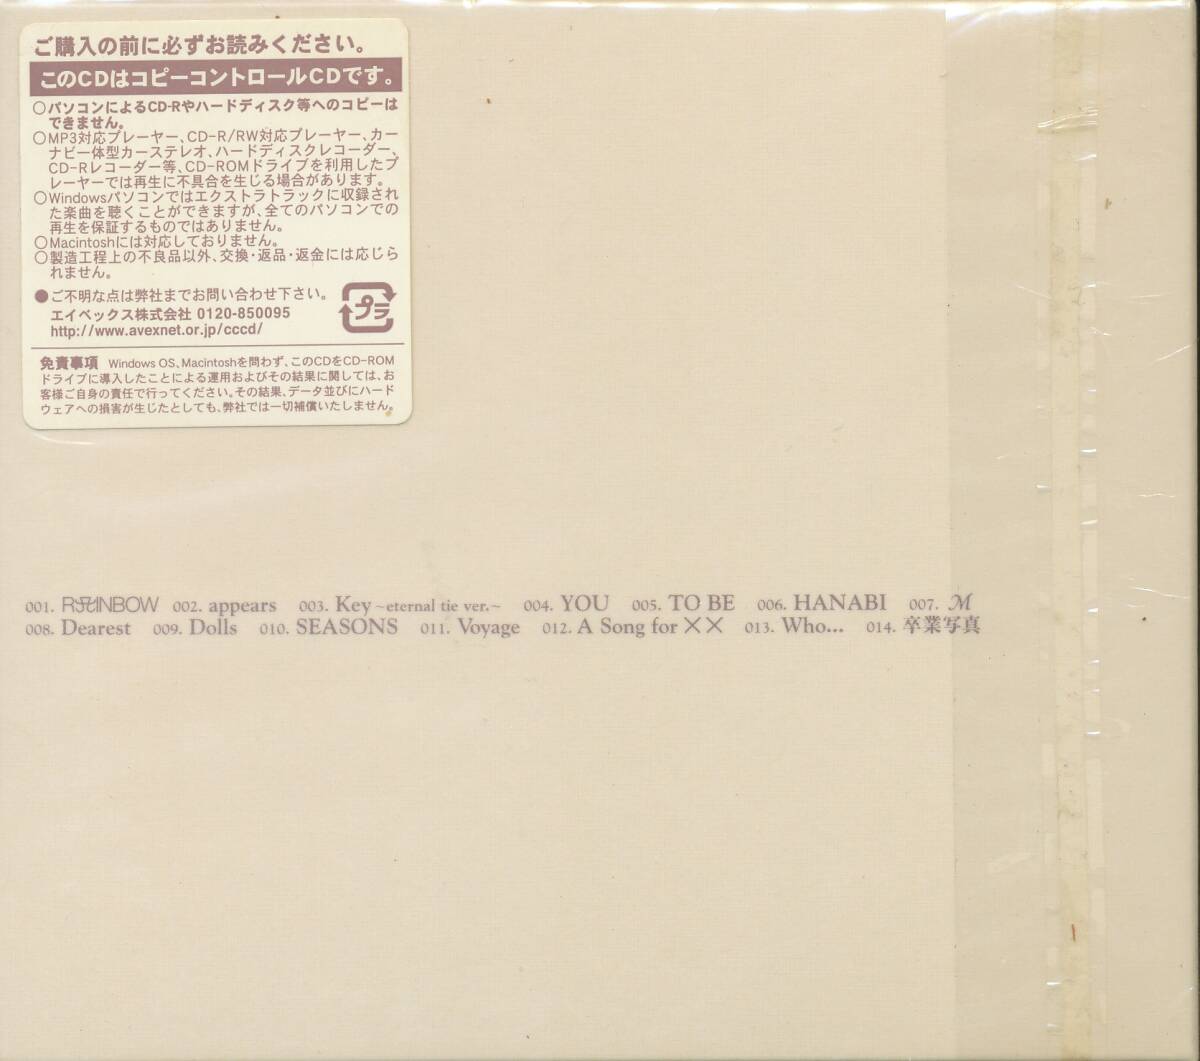 ご購入の前に必ずお読みください。
このCDはコピーコントロールCDです。
○パソコンによるCD-Rやハードディスク等へのコピーは
できません。
○MP3対応プレーヤー、CD-R/RW対応プレーヤー、カー
ナビ一体型カーステレオ、ハードディスクレコーダー、
CD-Rレコーダー等、CD-ROMドライブを利用したプ
レーヤーでは再生に不具合を生じる場合があります。
○Windowsパソコンではエクストラトラックに収録され
た楽曲を聴くことができますが、全てのパソコンでの
再生を保証するものではありません。
○Macintoshには対応しておりません。
○製造工程上の不良品以外、交換・返品・返金には応じら
れません。
●ご不明な点は弊社までお問い合わせ下さい。
エイベックス株式会社 0120-850095
http://www.avexnet.or.jp/cccd/
プラ
免責事項 Windows OS、Macintoshを問わず、このCDをCD-ROM
ドライブに導入したことによる運用およびその結果に関しては、お
客様ご自身の責任で行ってください。その結果、データ並びにハード
ウェアへの損害が生じたとしても、弊社では一切補償いたしません。
001. RAINBOW 002. appears 003. Key ~eternal tie ver.~ 004. YOU 005. TO BE 006. HANABI 007. M
008. Dearest 009. Dolls 010. SEASONS 011. Voyage 012. A Song for ×× 013. Who... 014. 卒業写真